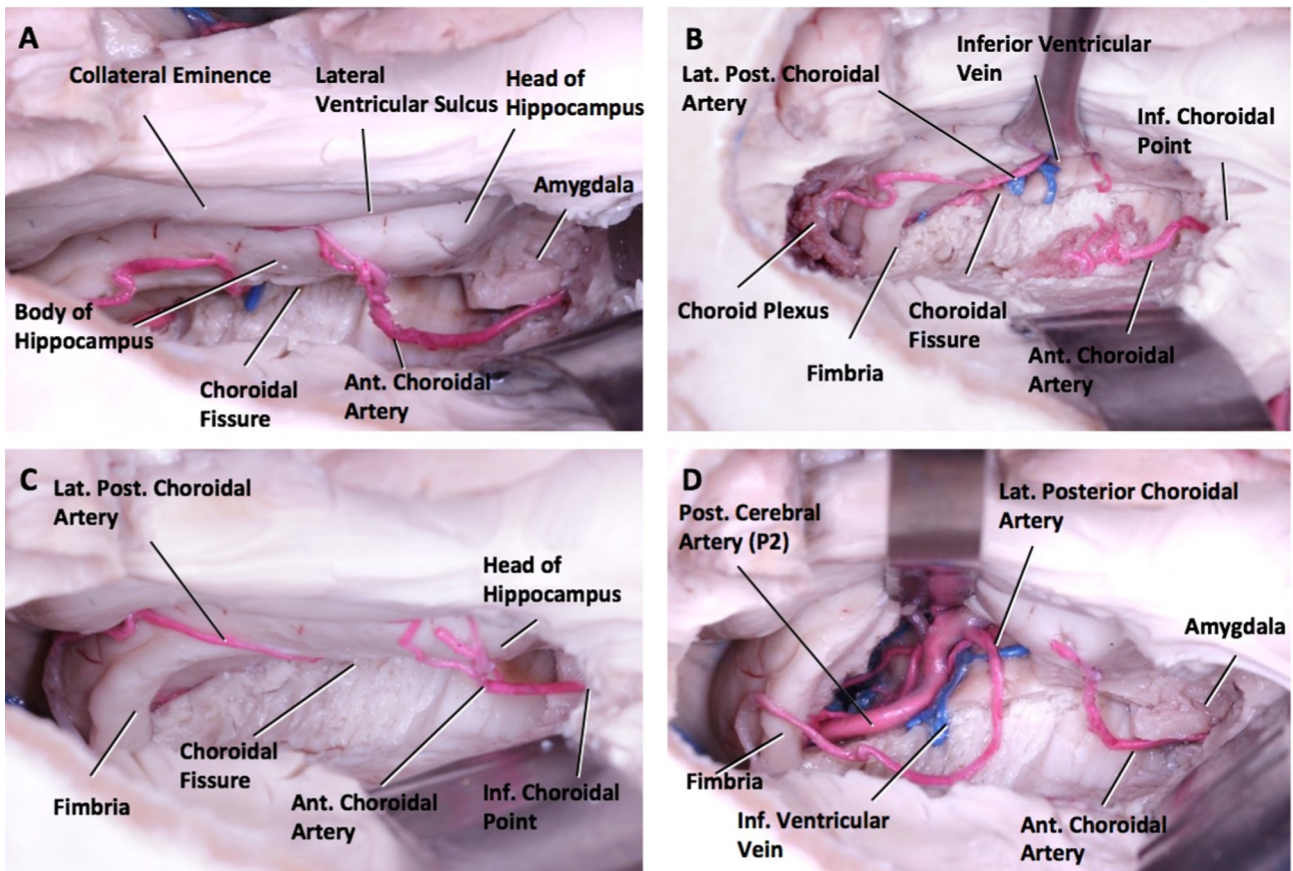 A
Collateral Eminence
Lateral
Ventricular Sulcus
Head of
Hippocampus
Amygdala
Body of
Hippocampus
Choroidal
Fissure
Ant. Choroidal
Artery
B
Inferior Ventricular
Vein
Lat. Post. Choroidal
Artery
Inf. Choroidal
Point
Choroid Plexus
Choroidal
Fissure
Fimbria
Ant. Choroidal
Artery
C
Lat. Post. Choroidal
Artery
Head of
Hippocampus
Choroidal
Fissure
Fimbria
Ant. Choroidal
Artery
Inf. Choroidal
Point
D
Post. Cerebral
Artery (P2)
Lat. Posterior Choroidal
Artery
Amygdala
Fimbria
Inf. Ventricular
Vein
Ant. Choroidal
Artery